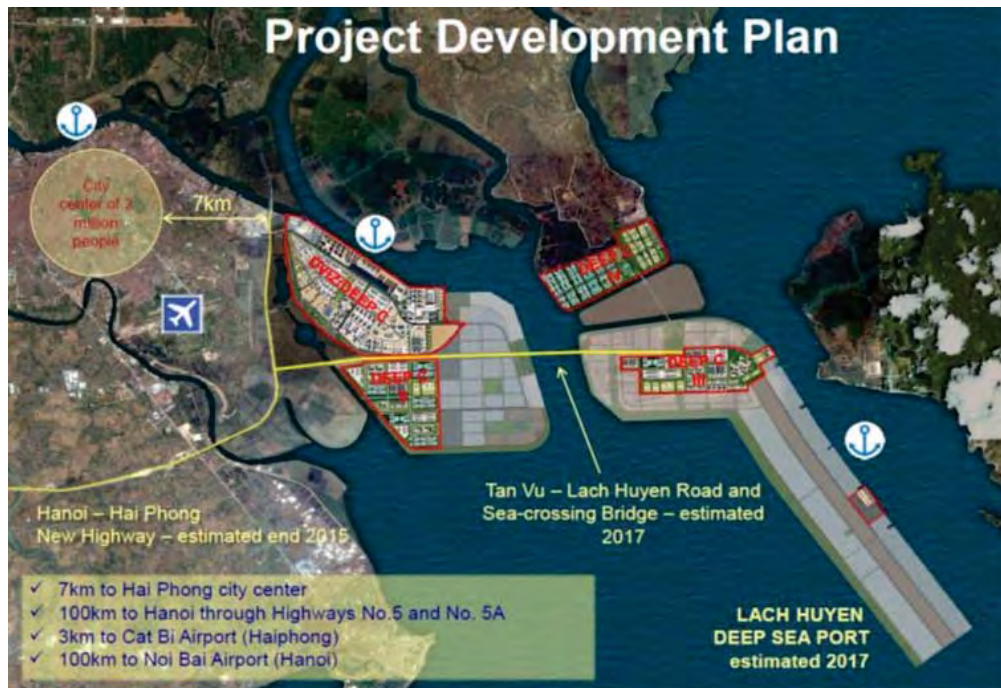 Project Development Plan
City
center of 2
million
people
7km
DVIZ/DEEP C
DEEP C
DEEP C
III
Tan Vu – Lach Huyen Road and
Sea-crossing Bridge – estimated
2017
Hanoi – Hai Phong
New Highway – estimated end 2015
✓ 7km to Hai Phong city center
✓ 100km to Hanoi through Highways No.5 and No. 5A
✓ 3km to Cat Bi Airport (Haiphong)
✓ 100km to Noi Bai Airport (Hanoi)
LACH HUYEN
DEEP SEA PORT
estimated 2017